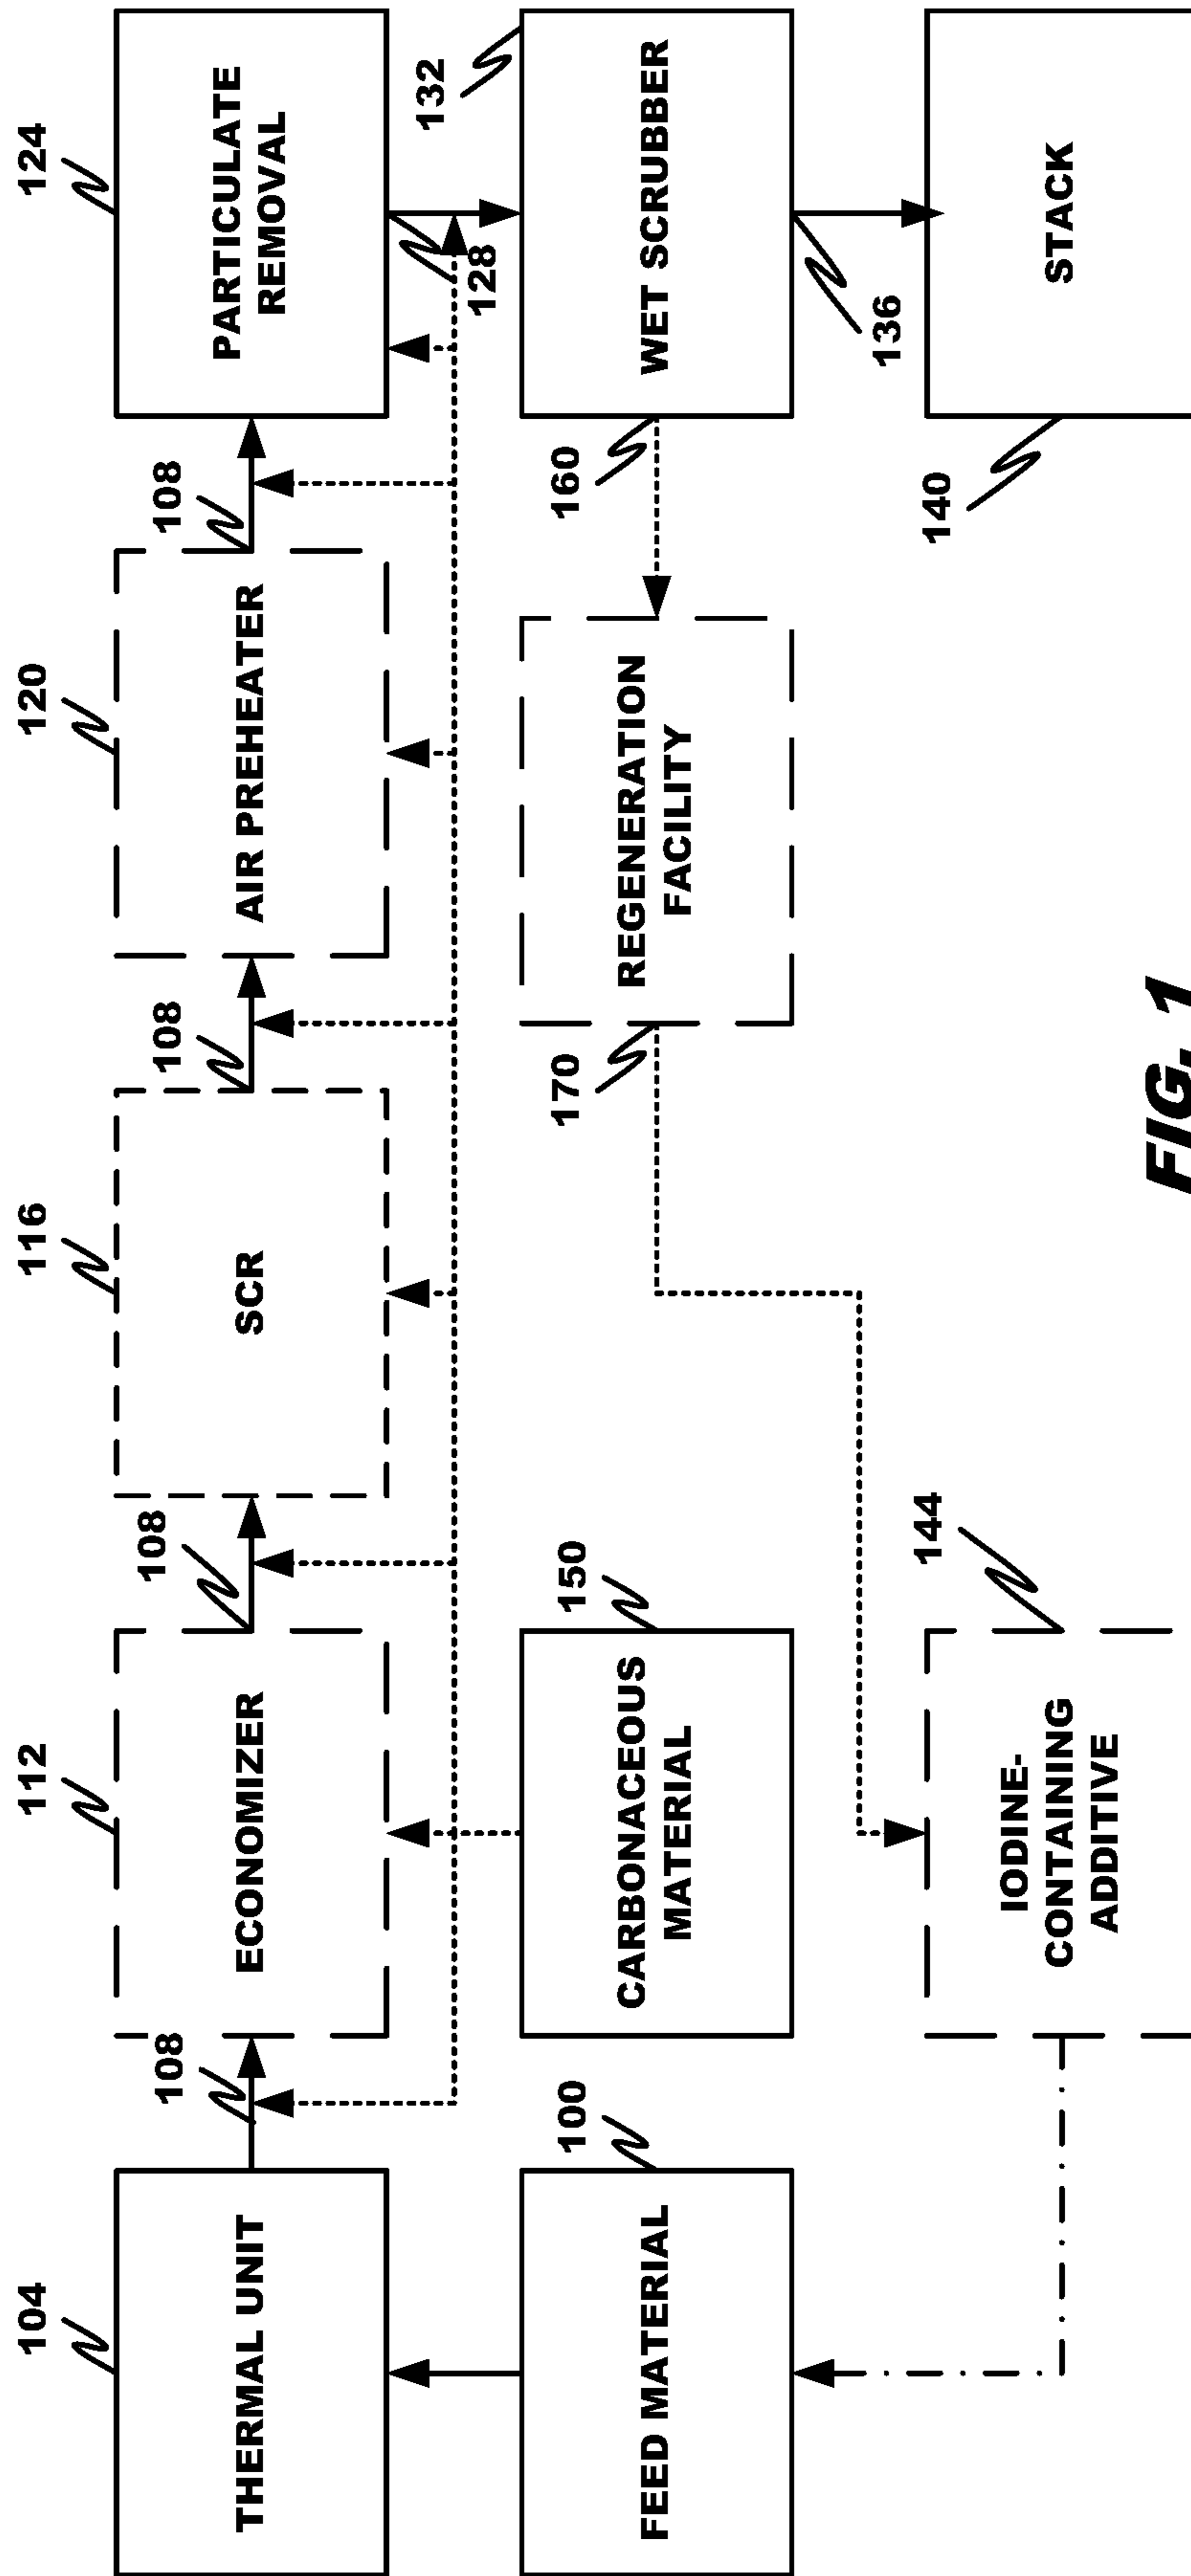 104
THERMAL UNIT
108
112
ECONOMIZER
108
116
SCR
108
120
AIR PREHEATER
108
124
PARTICULATE
REMOVAL
128
100
FEED MATERIAL
150
CARBONACEOUS
MATERIAL
170
REGENERATION
FACILITY
160
132
WET SCRUBBER
136
144
IODINE-
CONTAINING
ADDITIVE
140
STACK
FIG. 1